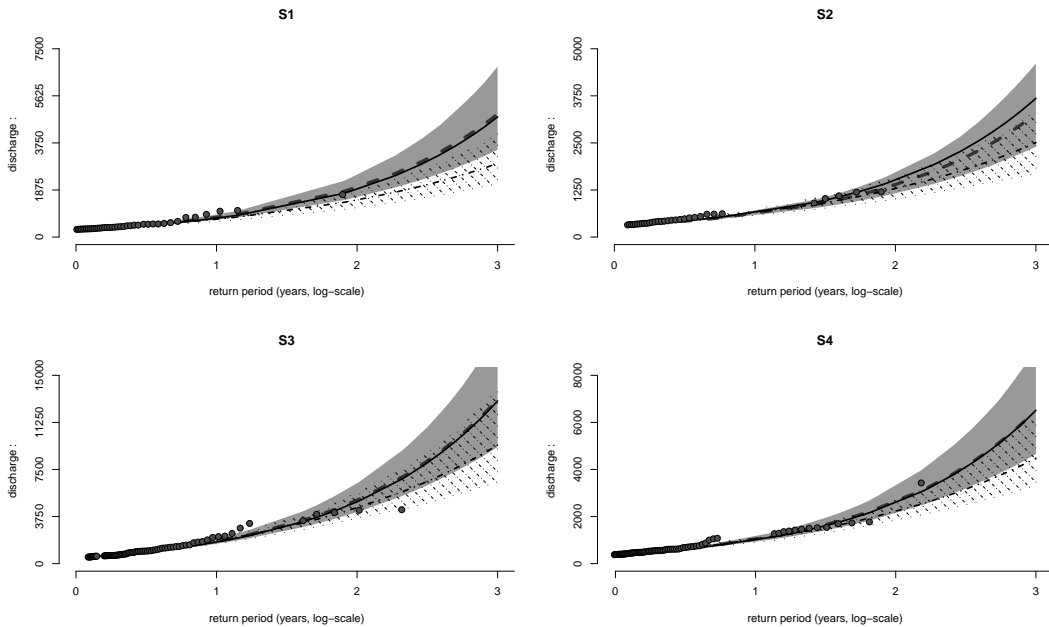 S1
7500
5625
3750
1875
0
discharge :
0 1 2 3
return period (years, log−scale)
S2
5000
3750
2500
1250
0
discharge :
0 1 2 3
return period (years, log−scale)
S3
15000
11250
7500
3750
0
discharge :
0 1 2 3
return period (years, log−scale)
S4
8000
6000
4000
2000
0
discharge :
0 1 2 3
return period (years, log−scale)